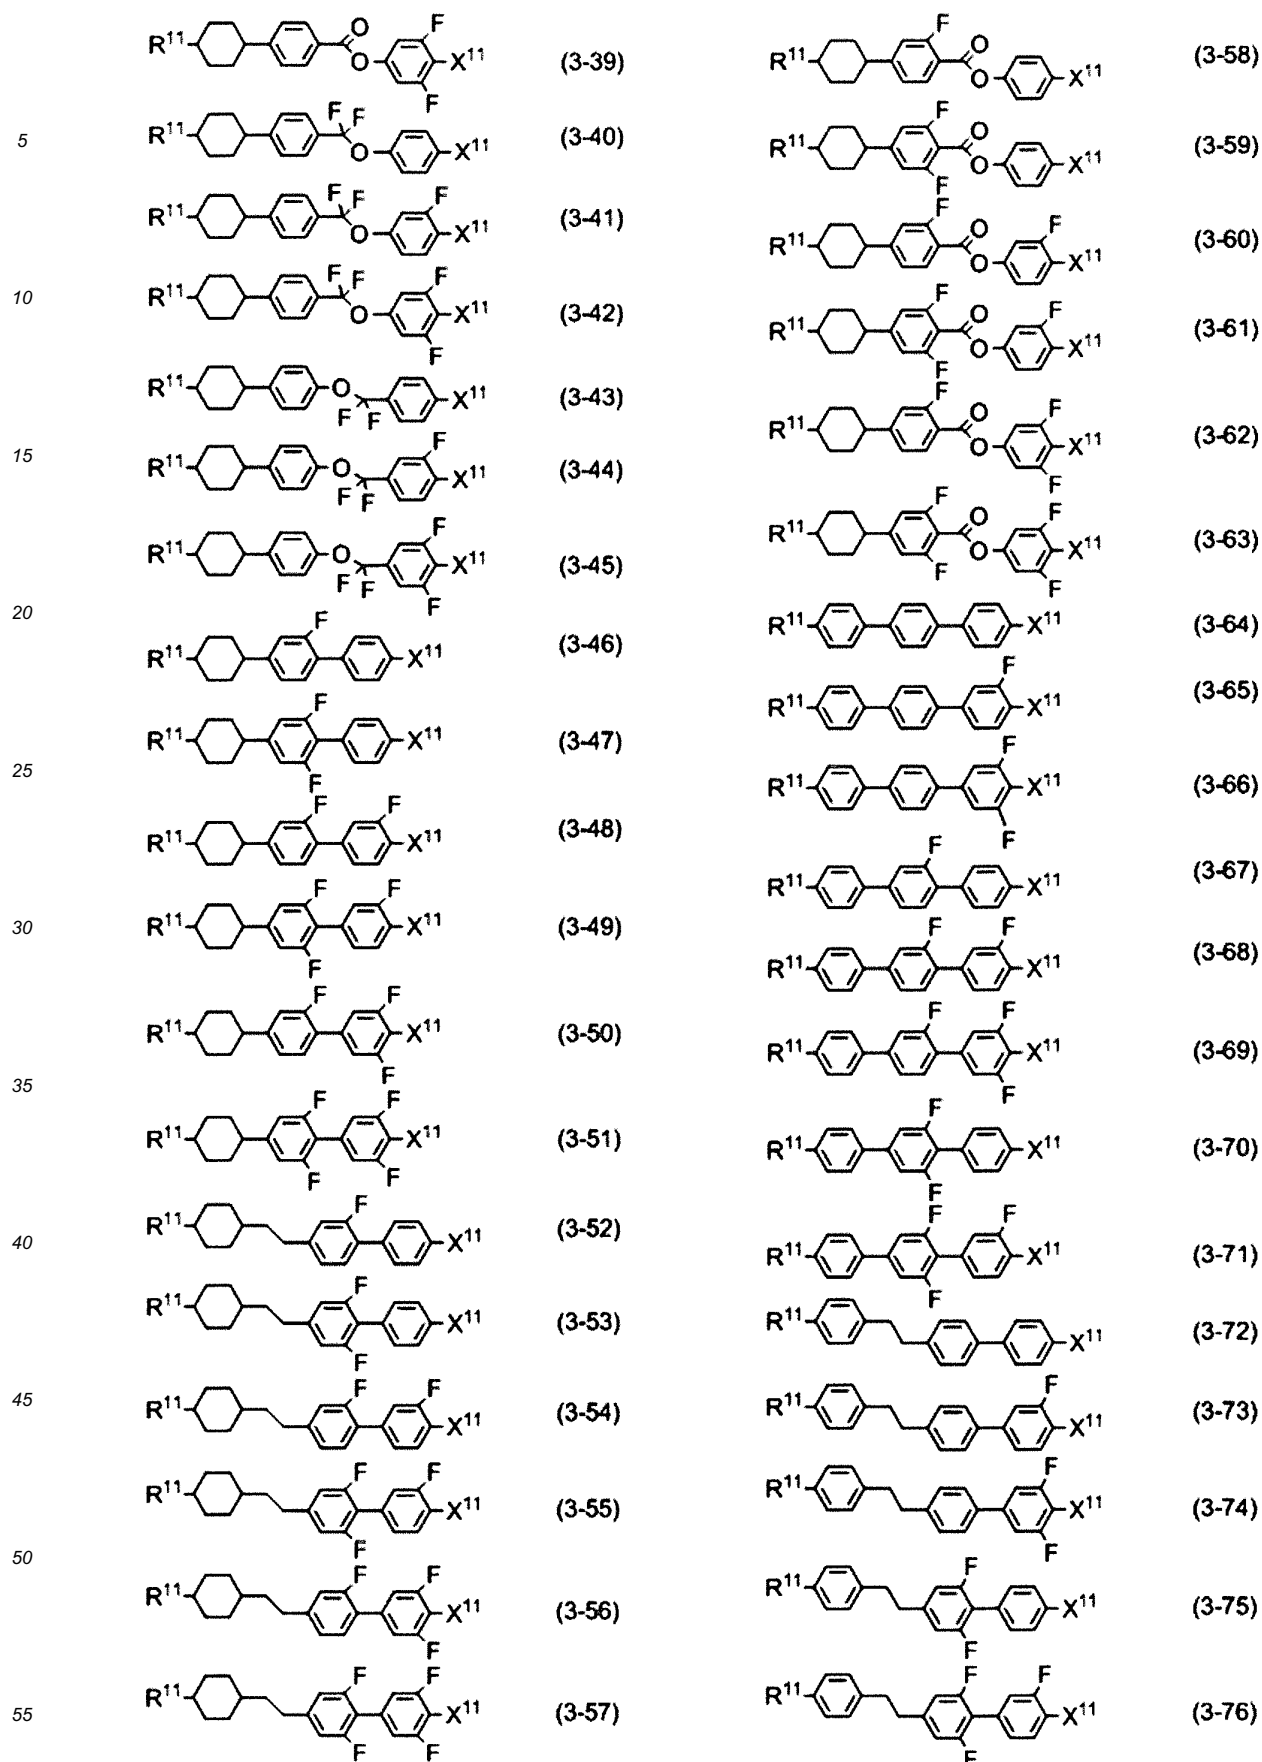 R¹¹ O O F X¹¹ F (3-39)
5
R¹¹ F F O X¹¹ (3-40)
R¹¹ F F O F X¹¹ (3-41)
10
R¹¹ F F O F X¹¹ F (3-42)
R¹¹ O F F X¹¹ (3-43)
15
R¹¹ O F F F X¹¹ (3-44)
R¹¹ O F F F X¹¹ F (3-45)
20
R¹¹ F X¹¹ (3-46)
R¹¹ F F X¹¹ (3-47)
25
R¹¹ F F X¹¹ (3-48)
30
R¹¹ F F F X¹¹ (3-49)
R¹¹ F F X¹¹ F (3-50)
35
R¹¹ F F F X¹¹ F (3-51)
40
R¹¹ F X¹¹ (3-52)
R¹¹ F F X¹¹ (3-53)
45
R¹¹ F F X¹¹ (3-54)
R¹¹ F F F X¹¹ (3-55)
50
R¹¹ F F X¹¹ F (3-56)
55
R¹¹ F F F X¹¹ F (3-57)
R¹¹ F O O X¹¹ (3-58)
R¹¹ F F O O X¹¹ (3-59)
R¹¹ F O O F X¹¹ (3-60)
R¹¹ F F O O F X¹¹ (3-61)
R¹¹ F O O F X¹¹ F (3-62)
R¹¹ F F O O F X¹¹ F (3-63)
R¹¹ X¹¹ (3-64)
R¹¹ F X¹¹ (3-65)
R¹¹ F X¹¹ F (3-66)
R¹¹ F X¹¹ (3-67)
R¹¹ F F X¹¹ (3-68)
R¹¹ F F X¹¹ F (3-69)
R¹¹ F F X¹¹ (3-70)
R¹¹ F F F X¹¹ (3-71)
R¹¹ X¹¹ (3-72)
R¹¹ F X¹¹ (3-73)
R¹¹ F X¹¹ F (3-74)
R¹¹ F F X¹¹ (3-75)
R¹¹ F F F X¹¹ (3-76)